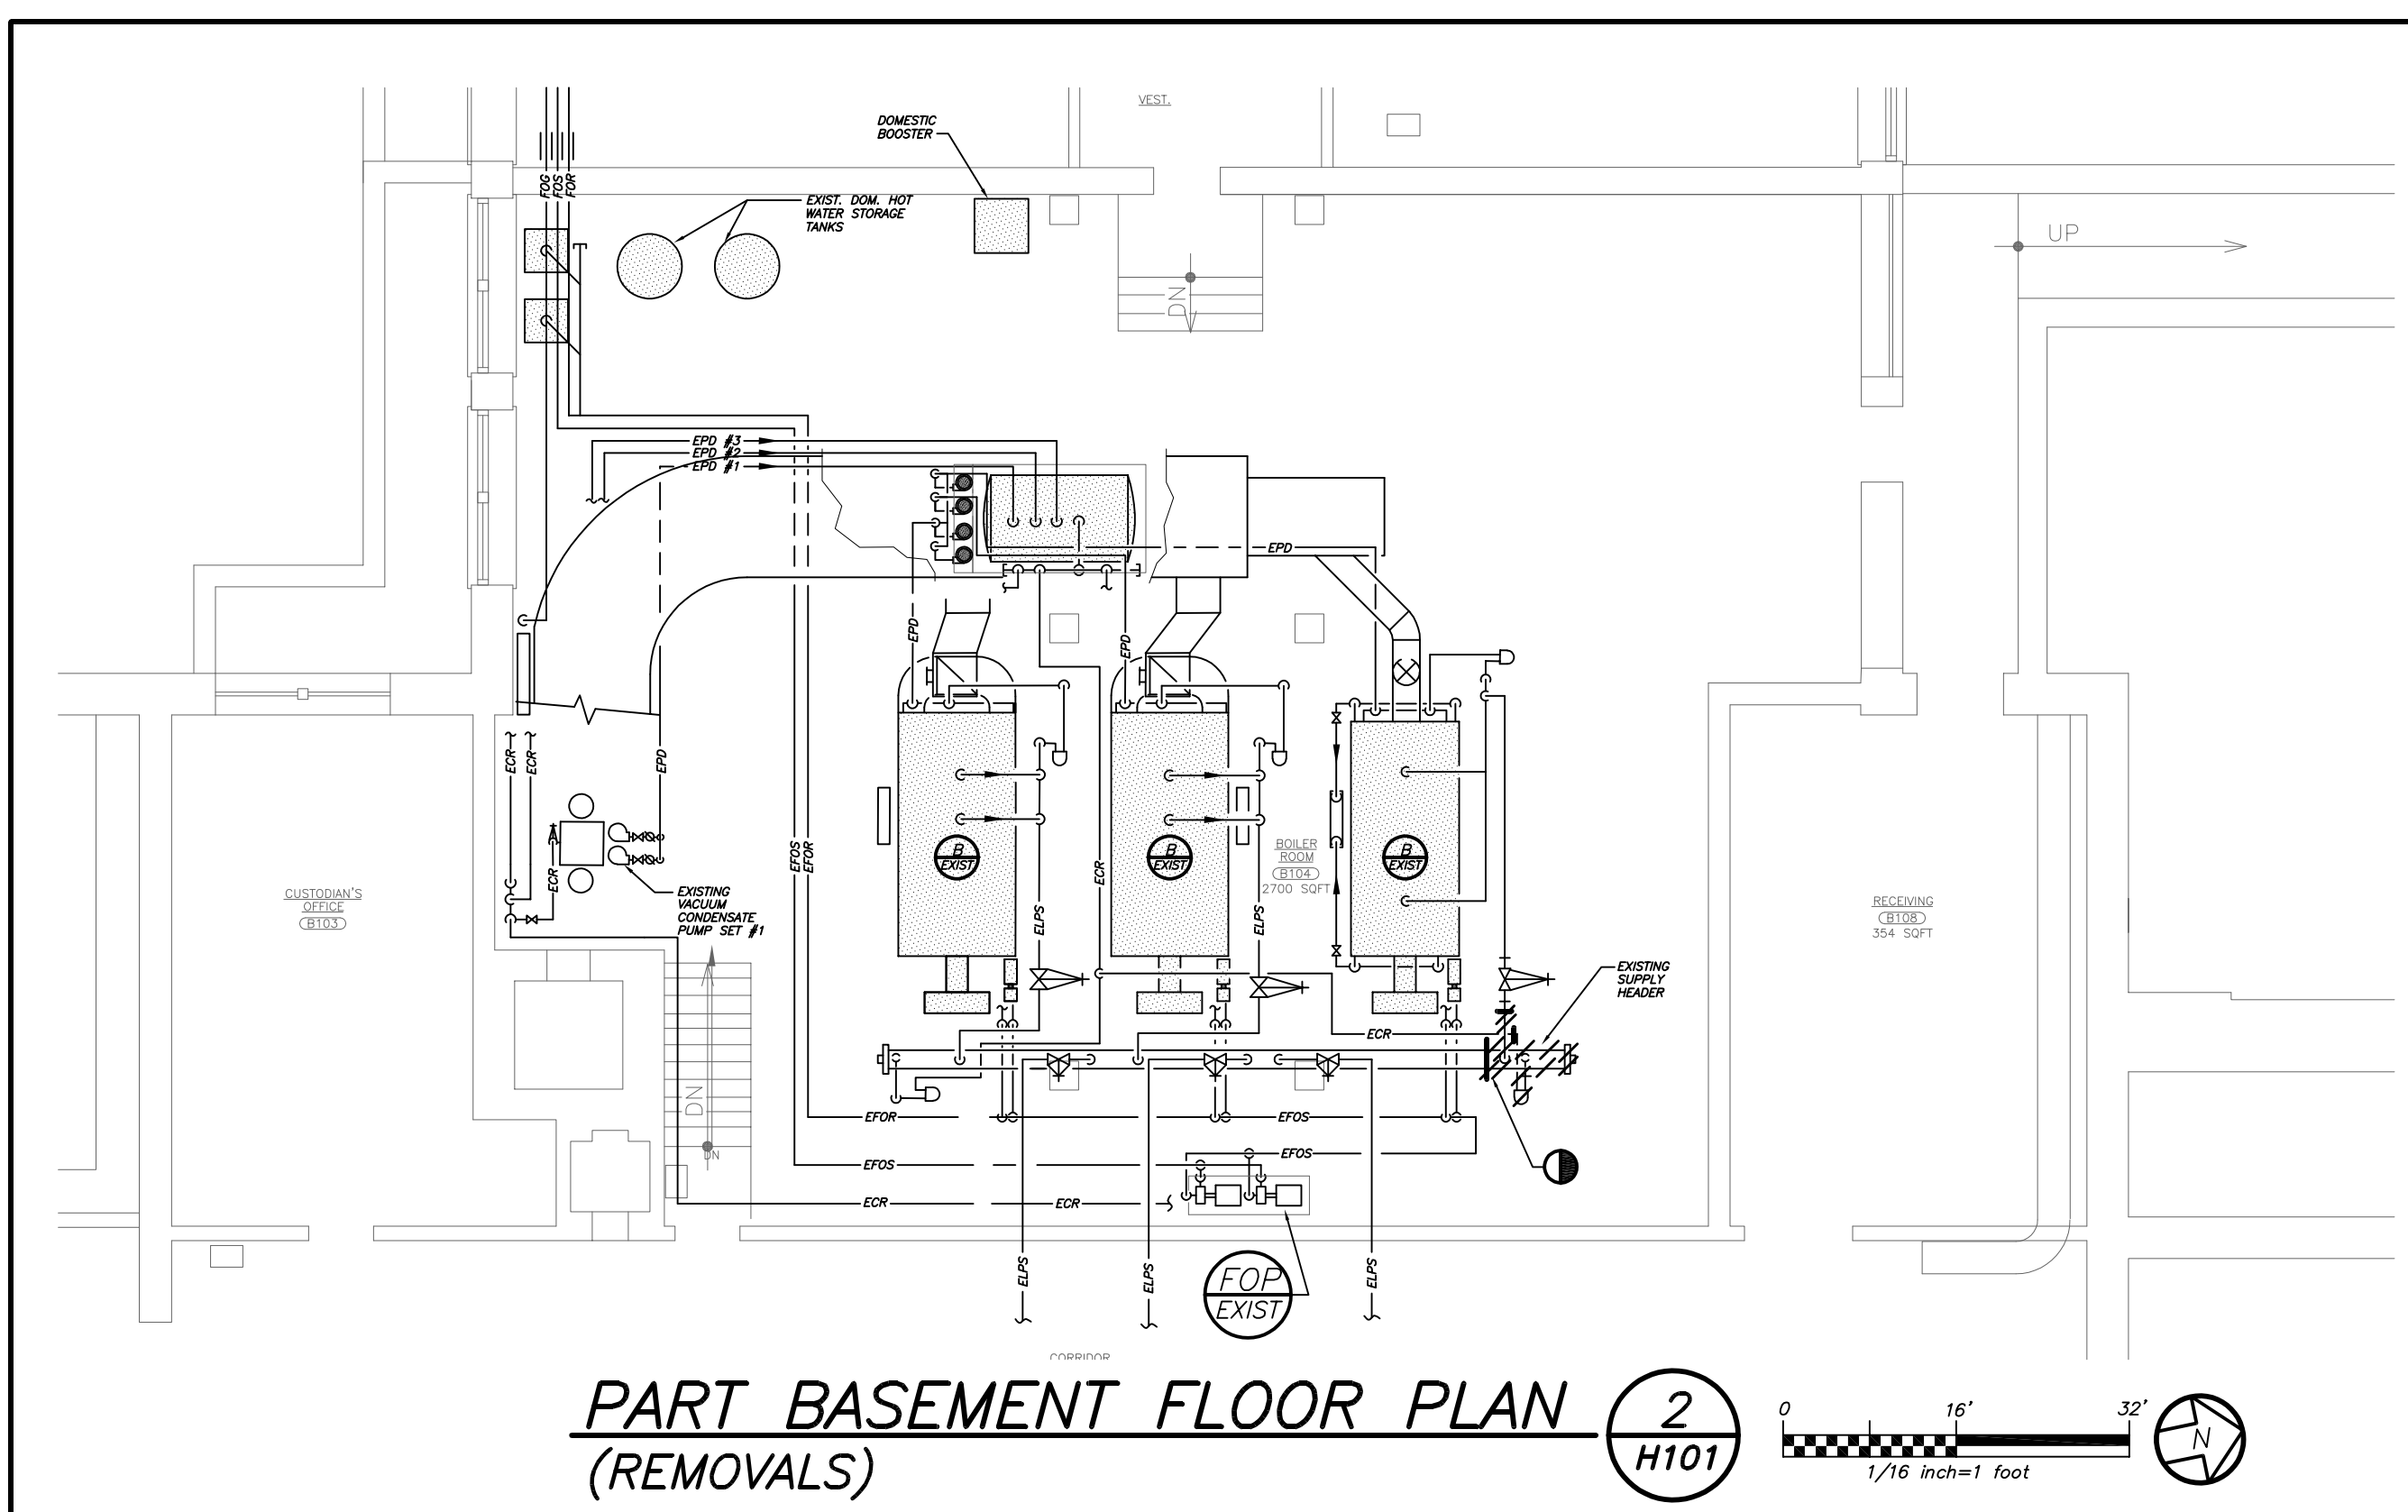 VEST.
DOMESTIC
BOOSTER
FOG
FOS
FOR
EXIST. DOM. HOT
WATER STORAGE
TANKS
UP
DN
EPD #3
EPD #2
EPD #1
EPD
EPD
EPD
EPD
ECR
ECR
ECR
EFOS
EFOR
ECR
ELPS
ELPS
B
EXIST
B
EXIST
B
EXIST
BOILER
ROOM
B104
2700 SQFT
CUSTODIAN'S
OFFICE
B103
EXISTING
VACUUM
CONDENSATE
PUMP SET #1
RECEIVING
B108
354 SQFT
EXISTING
SUPPLY
HEADER
ECR
DN
DN
EFOR
EFOS
EFOS
EFOS
ECR
ECR
ELPS
ELPS
ELPS
FOP
EXIST
CORRIDOR
PART BASEMENT FLOOR PLAN
(REMOVALS)
2
H101
0 16' 32'
1/16 inch=1 foot
N